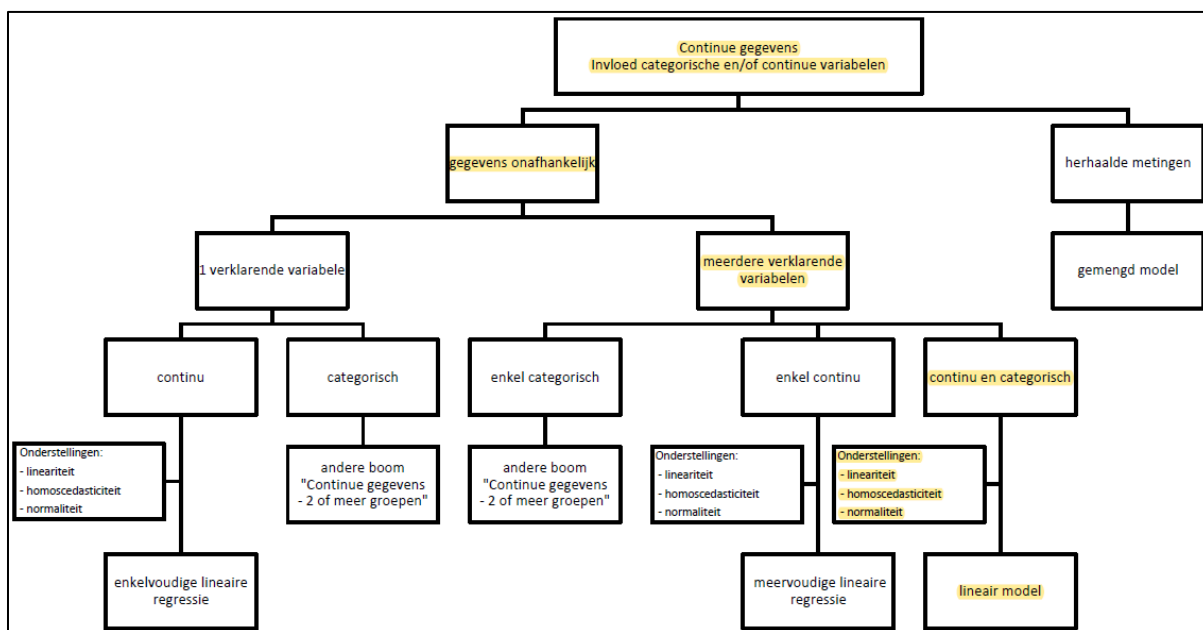 Continue gegevens
Invloed categorische en/of continue variabelen
gegevens onafhankelijk
herhaalde metingen
1 verklarende variabele
meerdere verklarende
variabelen
gemengd model
continu
categorisch
enkel categorisch
enkel continu
continu en categorisch
Onderstellingen:
- lineariteit
- homoscedasticiteit
- normaliteit
andere boom
"Continue gegevens
- 2 of meer groepen"
andere boom
"Continue gegevens
- 2 of meer groepen"
Onderstellingen:
- lineariteit
- homoscedasticiteit
- normaliteit
Onderstellingen:
- lineariteit
- homoscedasticiteit
- normaliteit
enkelvoudige lineaire
regressie
meervoudige lineaire
regressie
lineair model